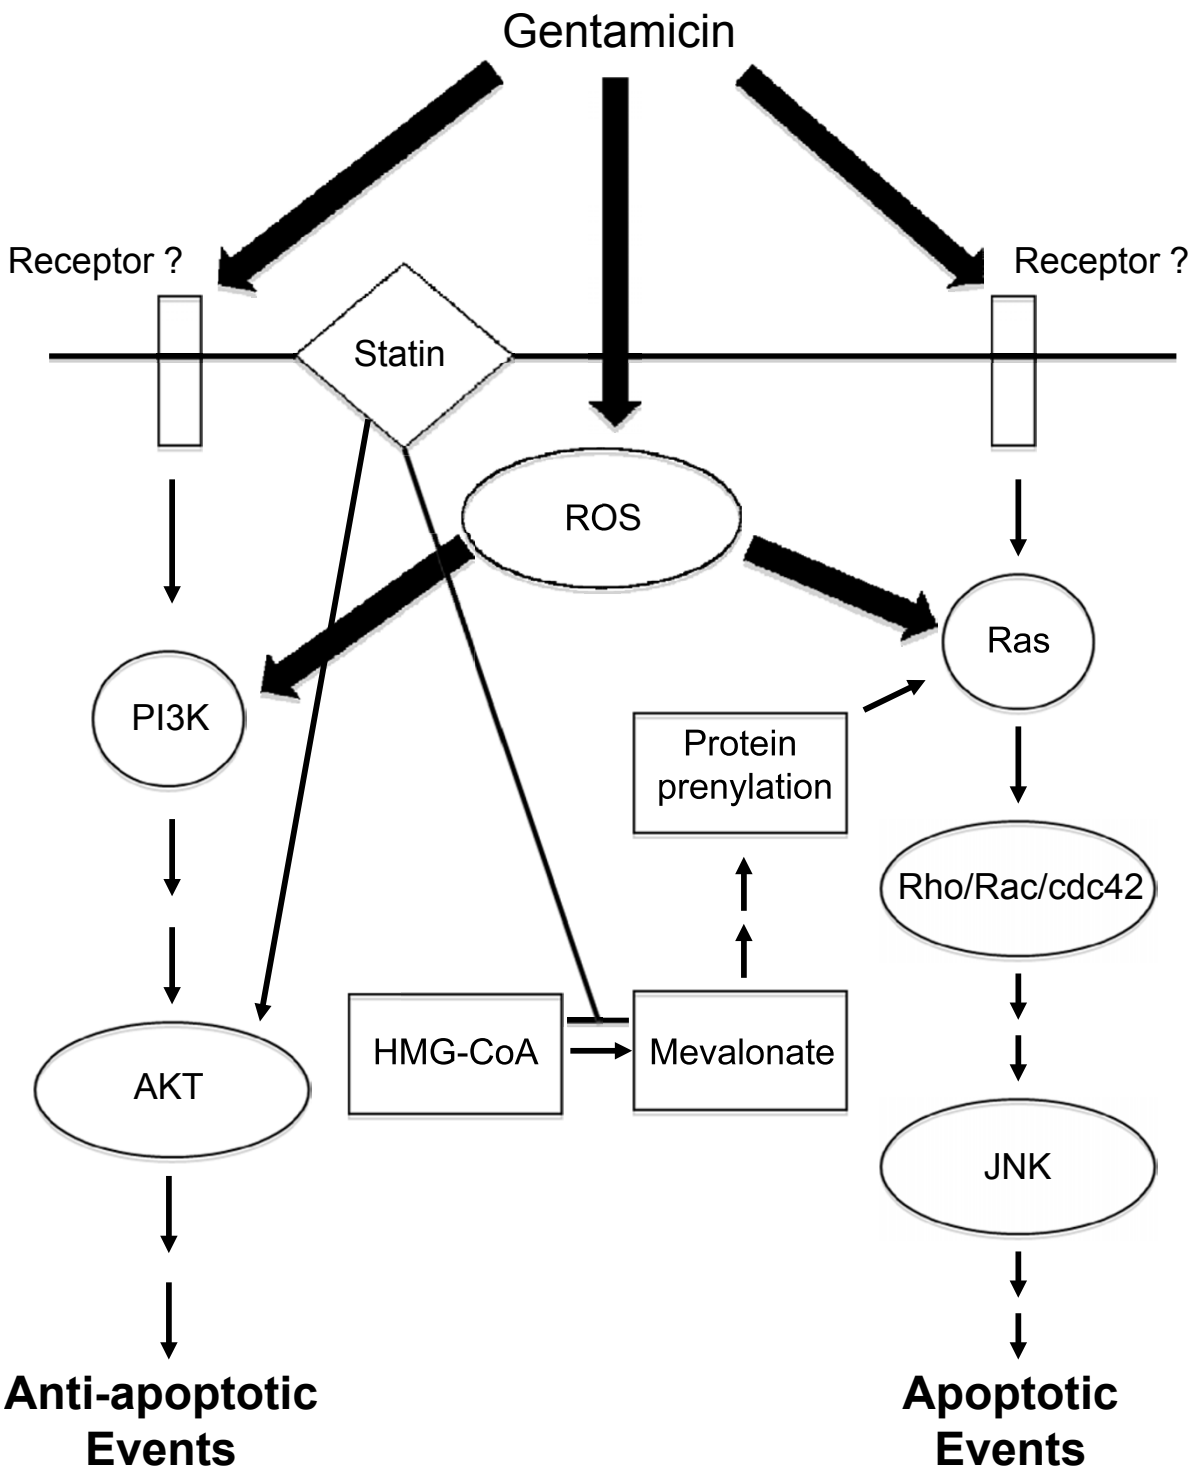 Gentamicin
Receptor ?
Receptor ?
Statin
ROS
Ras
PI3K
Protein
prenylation
Rho/Rac/cdc42
HMG-CoA
Mevalonate
AKT
JNK
Anti-apoptotic
Events
Apoptotic
Events